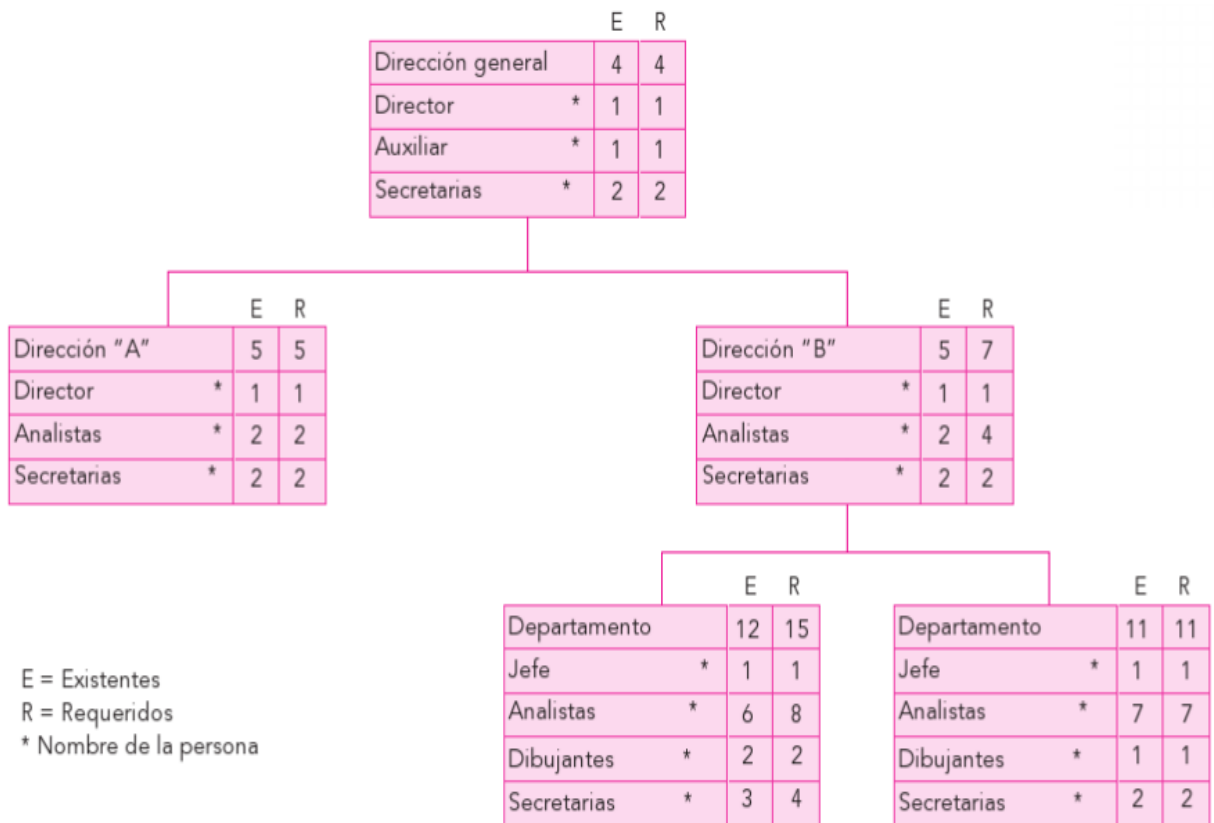 E R
Dirección general 4 4
Director * 1 1
Auxiliar * 1 1
Secretarias * 2 2
E R
Dirección "A" 5 5
Director * 1 1
Analistas * 2 2
Secretarias * 2 2
E R
Dirección "B" 5 7
Director * 1 1
Analistas * 2 4
Secretarias * 2 2
E R
Departamento 12 15
Jefe * 1 1
Analistas * 6 8
Dibujantes * 2 2
Secretarias * 3 4
E R
Departamento 11 11
Jefe * 1 1
Analistas * 7 7
Dibujantes * 1 1
Secretarias * 2 2
E = Existentes
R = Requeridos
* Nombre de la persona